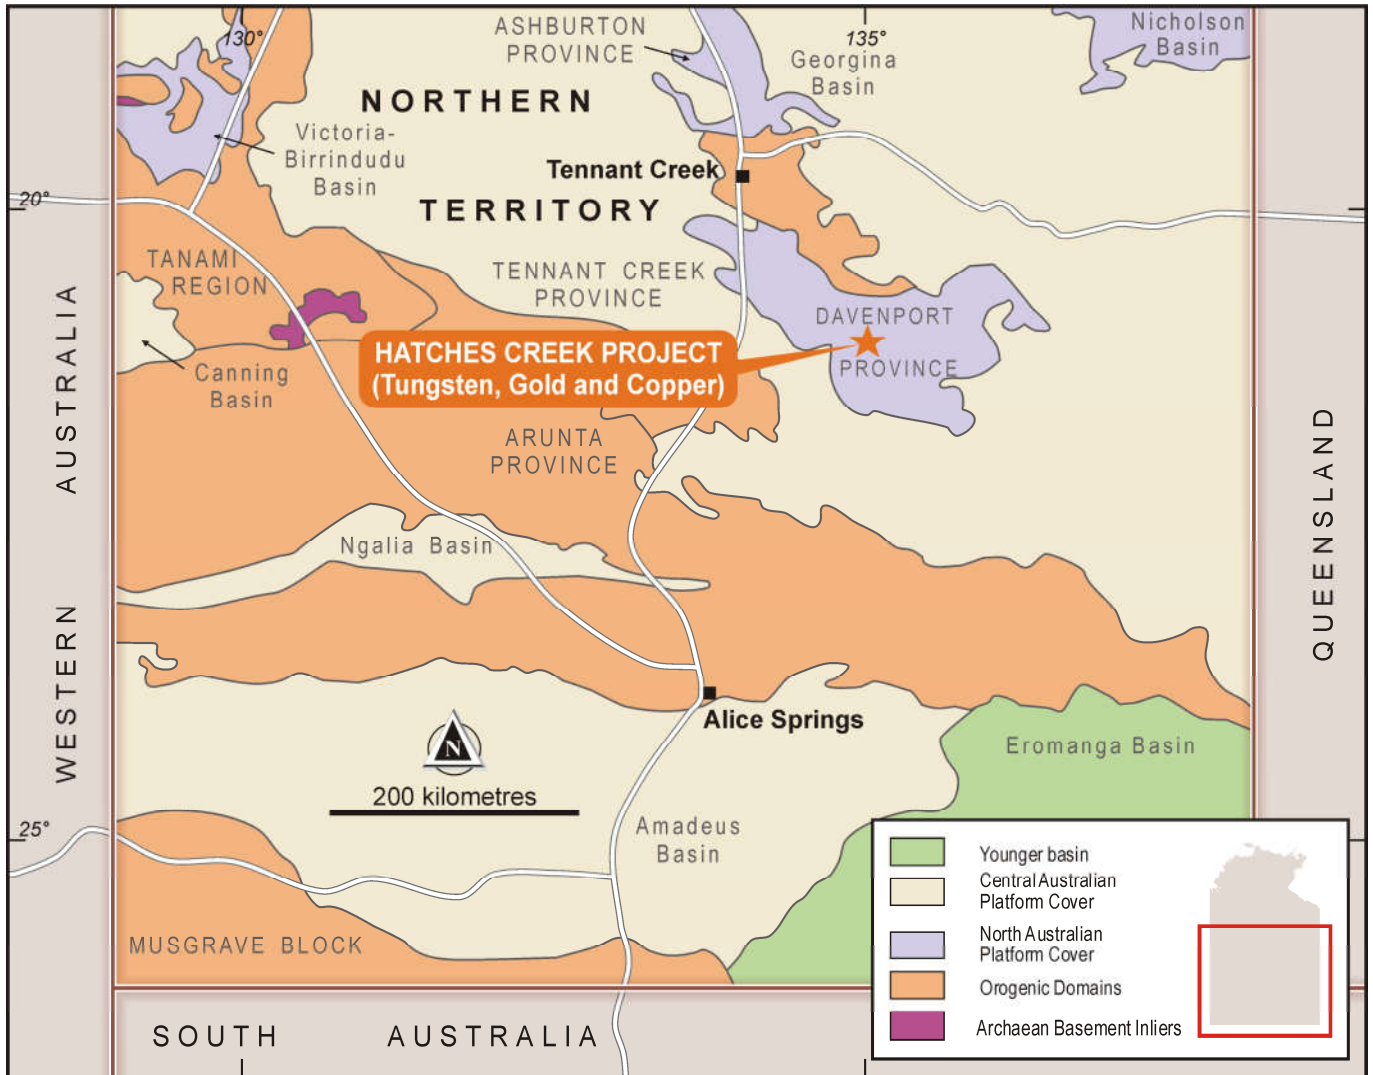 130°
135°
ASHBURTON
PROVINCE
Georgina
Basin
Nicholson
Basin
NORTHERN
Victoria-
Birrindudu
Basin
Tennant Creek
20°
TERRITORY
TANAMI
REGION
TENNANT CREEK
PROVINCE
DAVENPORT
PROVINCE
HATCHES CREEK PROJECT
(Tungsten, Gold and Copper)
Canning
Basin
ARUNTA
PROVINCE
WESTERN AUSTRALIA
QUEENSLAND
Ngalia Basin
Alice Springs
Eromanga Basin
N
200 kilometres
25°
Amadeus
Basin
MUSGRAVE BLOCK
SOUTH AUSTRALIA
Younger basin
Central Australian
Platform Cover
North Australian
Platform Cover
Orogenic Domains
Archaean Basement Inliers